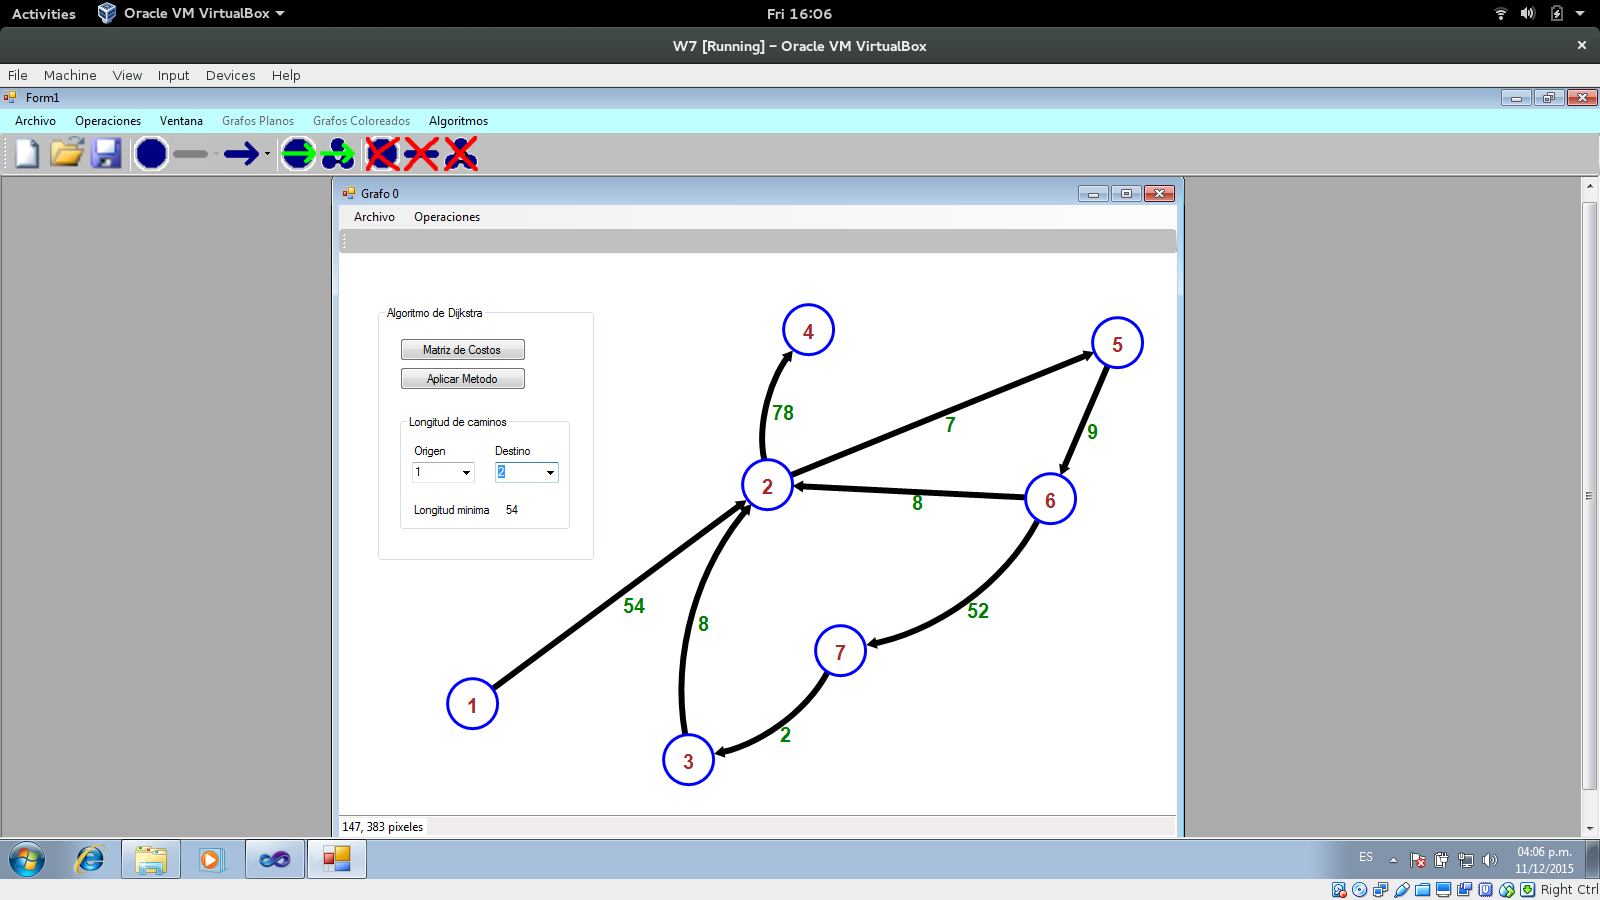 Activities Oracle VM VirtualBox Fri 16:06
W7 [Running] – Oracle VM VirtualBox
File Machine View Input Devices Help
Form1
Archivo Operaciones Ventana Grafos Planos Grafos Coloreados Algoritmos
Grafo 0
Archivo Operaciones
Algoritmo de Dijkstra
Matriz de Costos
Aplicar Metodo
Longitud de caminos
Origen Destino
1 2
Longitud minima 54
4
5
78
7
9
2
6
8
54
8
52
7
1
2
3
147, 383 pixeles
ES
04:06 p.m.
11/12/2015
Right Ctrl